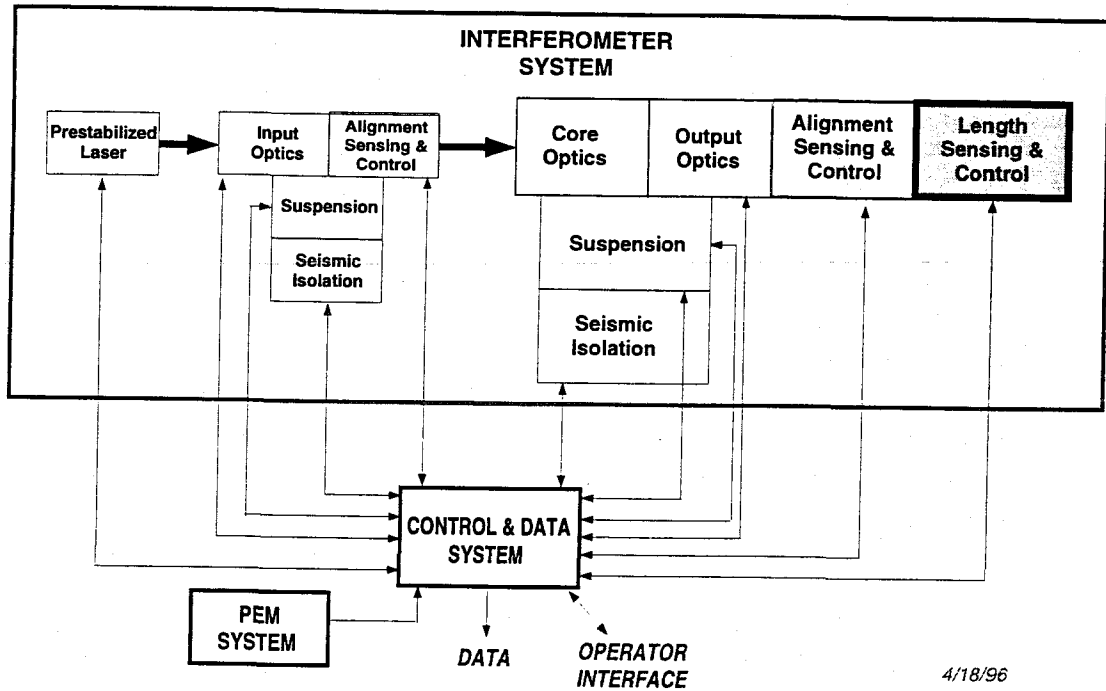 INTERFEROMETER
SYSTEM
Prestabilized
Laser
Input
Optics
Alignment
Sensing &
Control
Core
Optics
Output
Optics
Alignment
Sensing &
Control
Length
Sensing &
Control
Suspension
Seismic
Isolation
Suspension
Seismic
Isolation
CONTROL & DATA
SYSTEM
PEM
SYSTEM
DATA
OPERATOR
INTERFACE
4/18/96